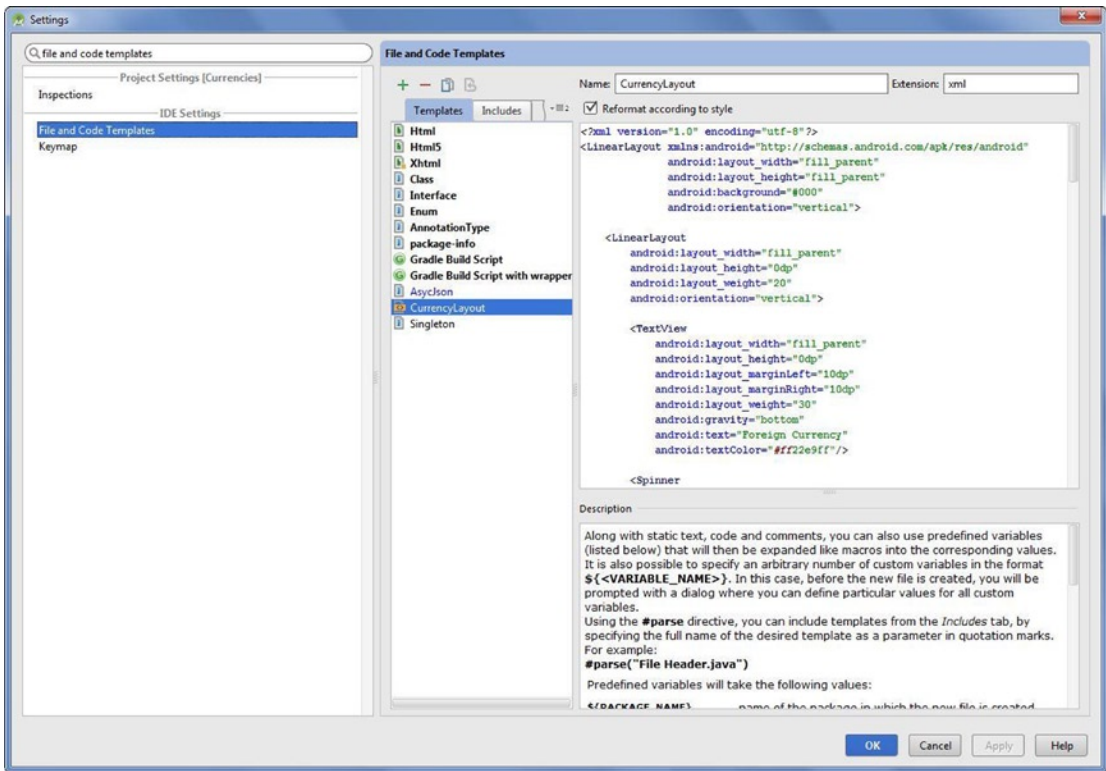 Settings
file and code templates
Project Settings [Currencies]
Inspections
IDE Settings
File and Code Templates
Keymap
File and Code Templates
Name: CurrencyLayout Extension: xml
Templates Includes
Reformat according to style
Html
Html5
Xhtml
Class
Interface
Enum
AnnotationType
package-info
Gradle Build Script
Gradle Build Script with wrapper
AsycJson
CurrencyLayout
Singleton
<?xml version="1.0" encoding="utf-8"?>
<LinearLayout xmlns:android="http://schemas.android.com/apk/res/android"
android:layout_width="fill_parent"
android:layout_height="fill_parent"
android:background="#000"
android:orientation="vertical">
<LinearLayout
android:layout_width="fill_parent"
android:layout_height="0dp"
android:layout_weight="20"
android:orientation="vertical">
<TextView
android:layout_width="fill_parent"
android:layout_height="0dp"
android:layout_marginLeft="10dp"
android:layout_marginRight="10dp"
android:layout_weight="30"
android:gravity="bottom"
android:text="Foreign Currency"
android:textColor="#ff22e9ff"/>
<Spinner
Description
Along with static text, code and comments, you can also use predefined variables
(listed below) that will then be expanded like macros into the corresponding values.
It is also possible to specify an arbitrary number of custom variables in the format
${<VARIABLE_NAME>}. In this case, before the new file is created, you will be
prompted with a dialog where you can define particular values for all custom
variables.
Using the #parse directive, you can include templates from the Includes tab, by
specifying the full name of the desired template as a parameter in quotation marks.
For example:
#parse("File Header.java")
Predefined variables will take the following values:
${PACKAGE_NAME} name of the package in which the new file is created
OK Cancel Apply Help